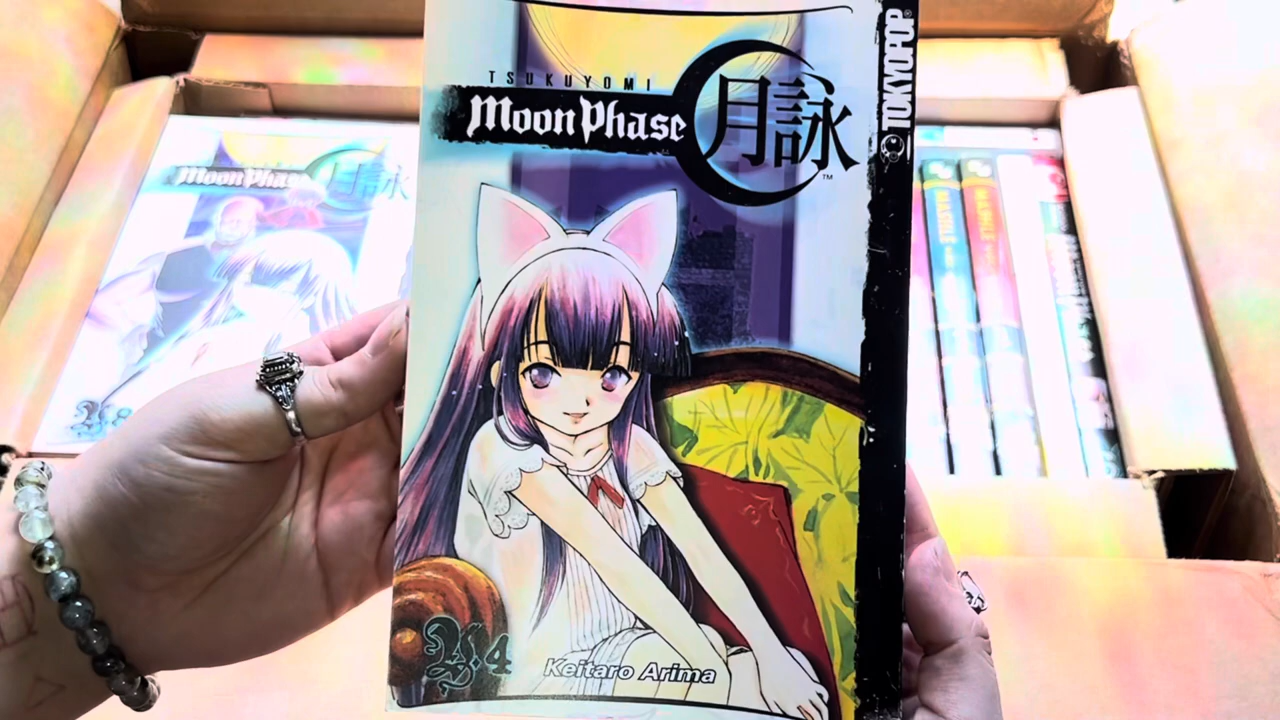 TSUKUYOMI
Moon Phase
月詠
TM
TOKYOPOP
V.4
Keitaro Arima
Moon Phase
月詠